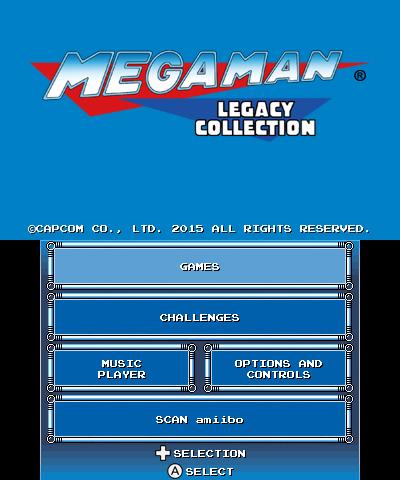 MEGAMAN®
LEGACY
COLLECTION
©CAPCOM CO., LTD. 2015 ALL RIGHTS RESERVED.
GAMES
CHALLENGES
MUSIC
PLAYER
OPTIONS AND
CONTROLS
SCAN amiibo
SELECTION
A SELECT